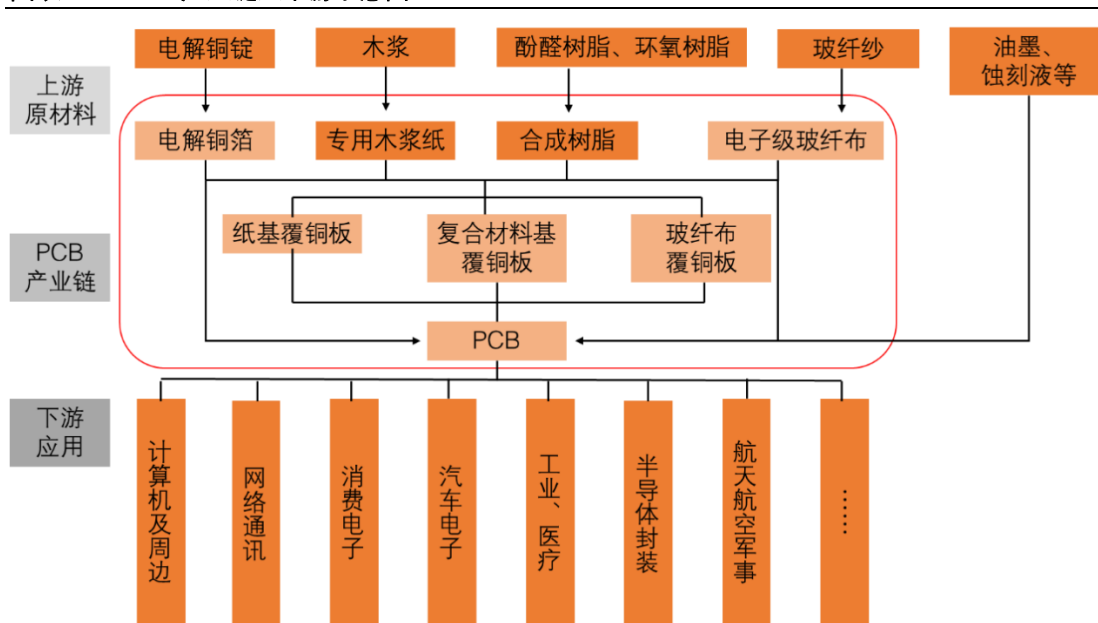 电解铜锭
木浆
酚醛树脂、环氧树脂
玻纤纱
油墨、
蚀刻液等
上游
原材料
电解铜箔
专用木浆纸
合成树脂
电子级玻纤布
纸基覆铜板
复合材料基
覆铜板
玻纤布
覆铜板
PCB
产业链
PCB
下游
应用
计算机及周边
网络通讯
消费电子
汽车电子
工业、医疗
半导体封装
航天航空军事
……